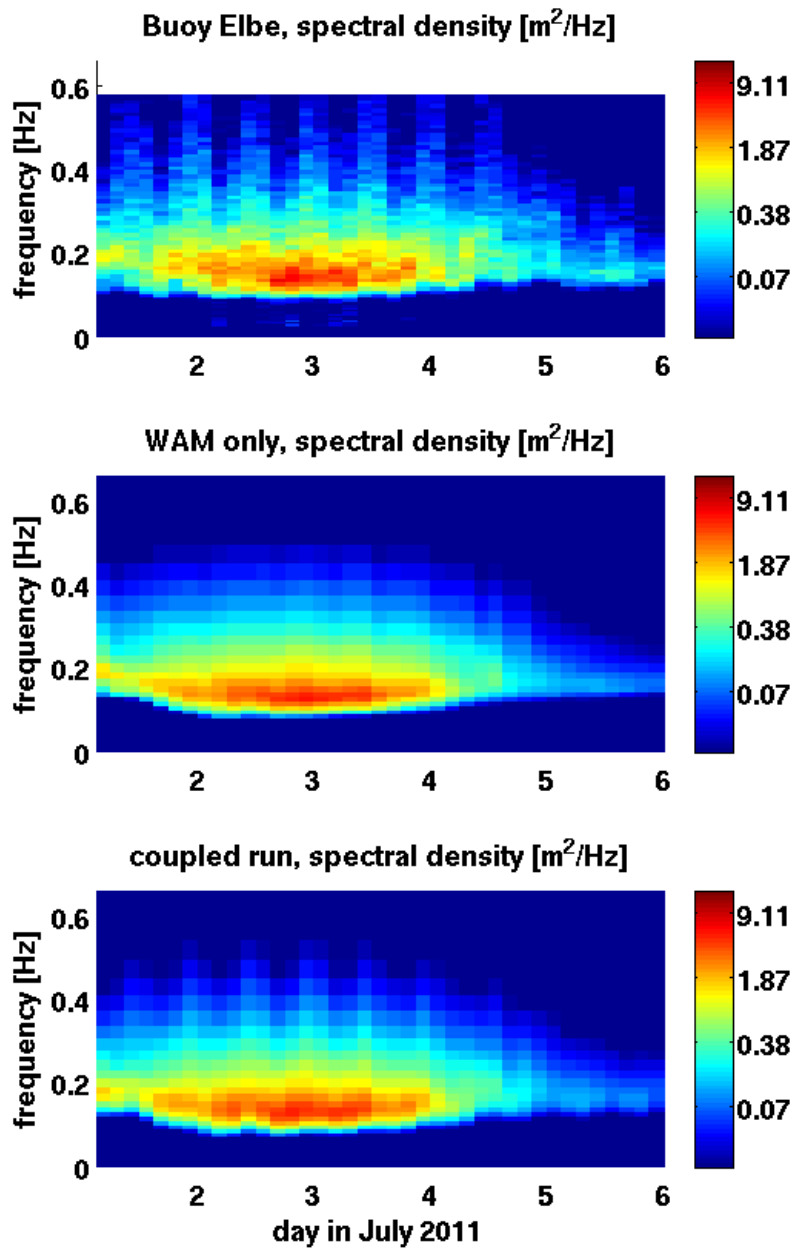 Buoy Elbe, spectral density [m²/Hz]
frequency [Hz]
0.6
0.4
0.2
0
2 3 4 5 6
9.11
1.87
0.38
0.07
WAM only, spectral density [m²/Hz]
frequency [Hz]
0.6
0.4
0.2
0
2 3 4 5 6
9.11
1.87
0.38
0.07
coupled run, spectral density [m²/Hz]
frequency [Hz]
0.6
0.4
0.2
0
2 3 4 5 6
9.11
1.87
0.38
0.07
day in July 2011